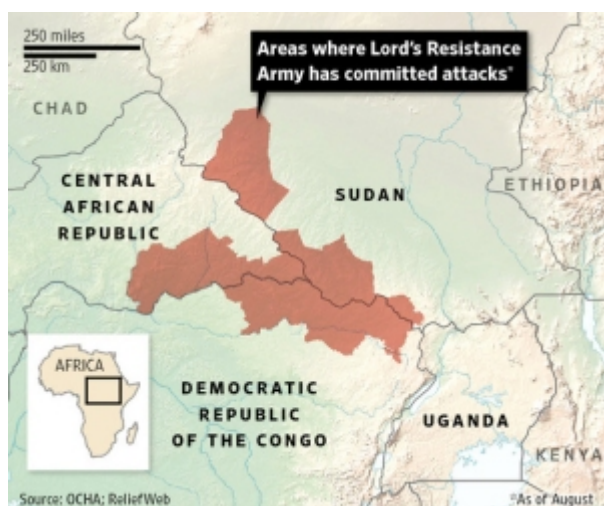 250 miles
250 km
Areas where Lord's Resistance
Army has committed attacks*
CHAD
CENTRAL
AFRICAN
REPUBLIC
SUDAN
ETHIOPIA
AFRICA
DEMOCRATIC
REPUBLIC
OF THE CONGO
UGANDA
KENYA
Source: OCHA; ReliefWeb
*As of August